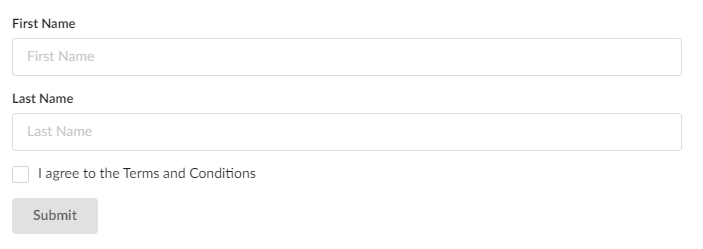 First Name
First Name
Last Name
Last Name
I agree to the Terms and Conditions
Submit